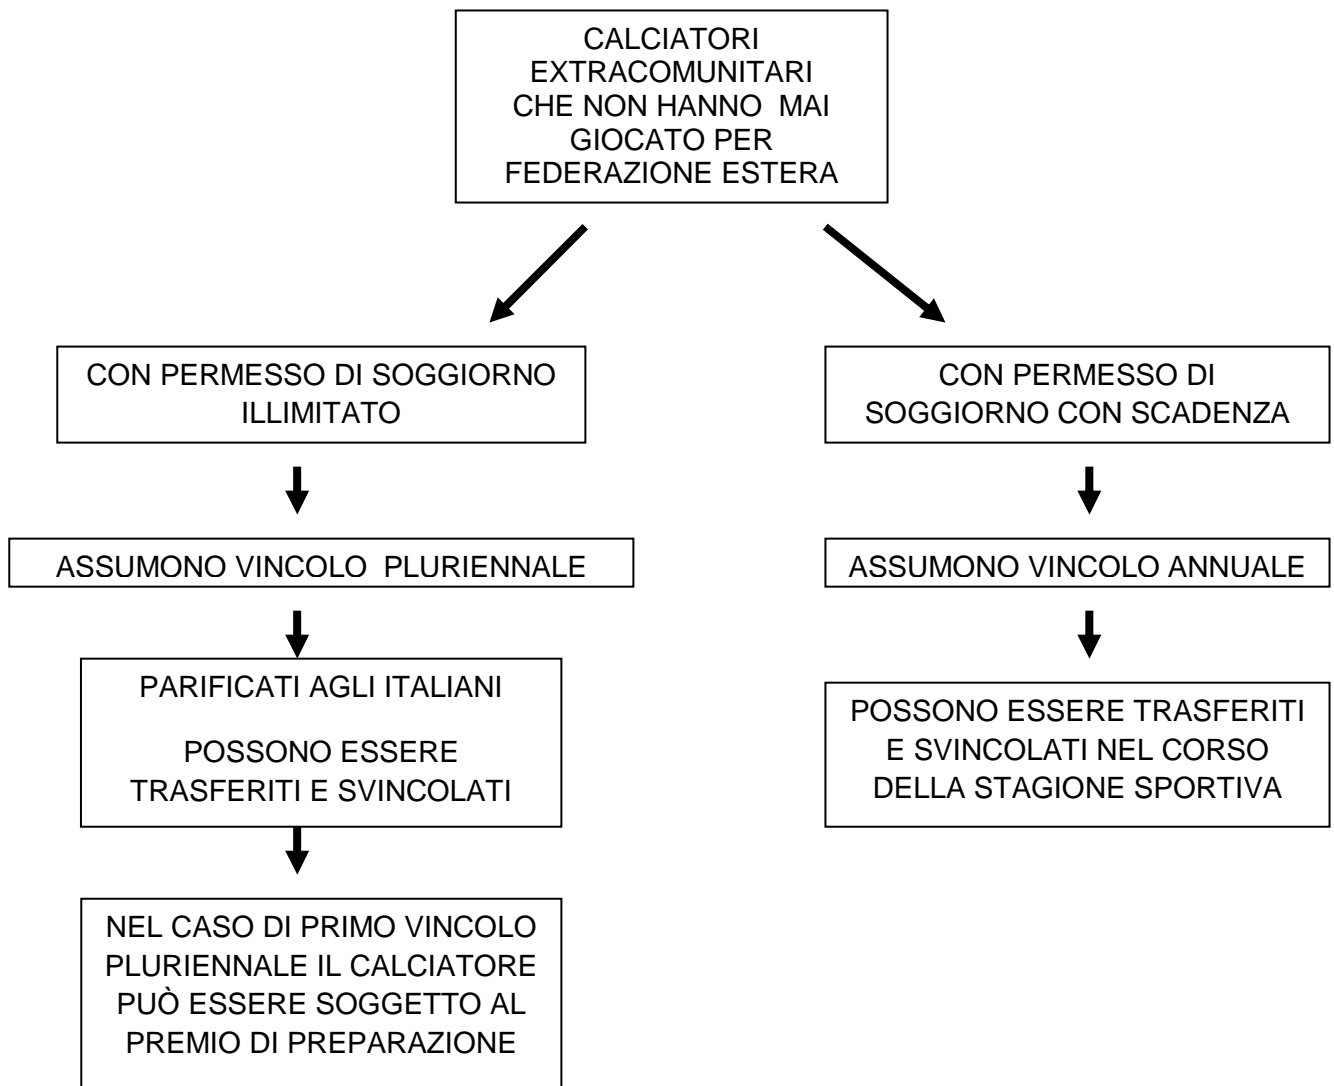 CALCIATORI
EXTRACOMUNITARI
CHE NON HANNO MAI
GIOCATO PER
FEDERAZIONE ESTERA
CON PERMESSO DI SOGGIORNO
ILLIMITATO
CON PERMESSO DI
SOGGIORNO CON SCADENZA
ASSUMONO VINCOLO PLURIENNALE
ASSUMONO VINCOLO ANNUALE
PARIFICATI AGLI ITALIANI
POSSONO ESSERE
TRASFERITI E SVINCOLATI
POSSONO ESSERE TRASFERITI
E SVINCOLATI NEL CORSO
DELLA STAGIONE SPORTIVA
NEL CASO DI PRIMO VINCOLO
PLURIENNALE IL CALCIATORE
PUÒ ESSERE SOGGETTO AL
PREMIO DI PREPARAZIONE